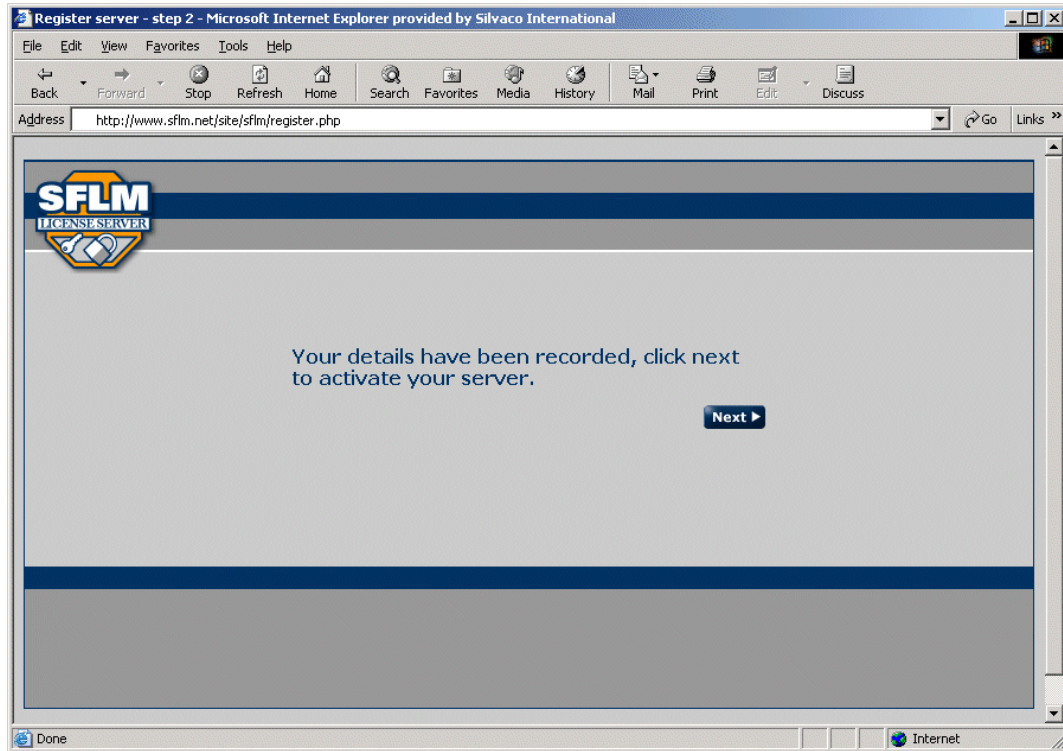 Register server - step 2 - Microsoft Internet Explorer provided by Silvaco International
File Edit View Favorites Tools Help
Back Forward Stop Refresh Home Search Favorites Media History Mail Print Edit Discuss
Address http://www.sflm.net/site/sflm/register.php Go Links »
SFLM
LICENSE SERVER
Your details have been recorded, click next
to activate your server.
Next
Done Internet